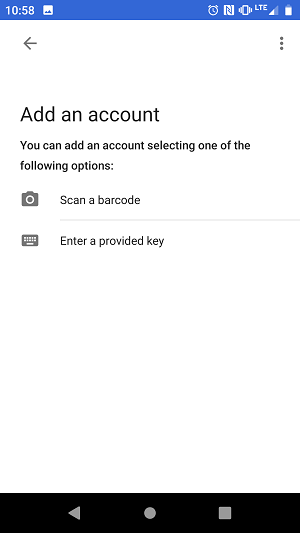 10:58
LTE
Add an account
You can add an account selecting one of the
following options:
Scan a barcode
Enter a provided key